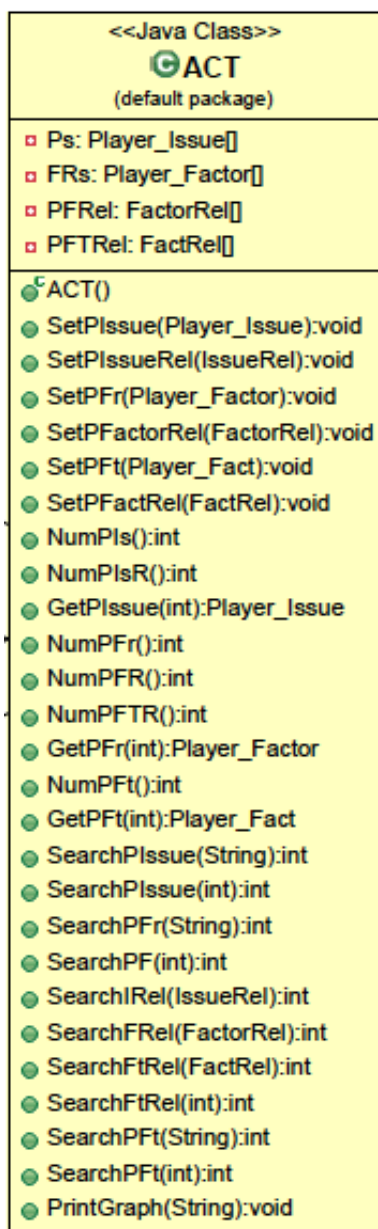 <<Java Class>>
ACT
(default package)
Ps: Player_Issue[]
FRs: Player_Factor[]
PFRel: FactorRel[]
PFTRel: FactRel[]
ACT()
SetPIssue(Player_Issue):void
SetPIssueRel(IssueRel):void
SetPFr(Player_Factor):void
SetPFactorRel(FactorRel):void
SetPFt(Player_Fact):void
SetPFactRel(FactRel):void
NumPIs():int
NumPIsR():int
GetPIssue(int):Player_Issue
NumPFr():int
NumPFR():int
NumPFTR():int
GetPFr(int):Player_Factor
NumPFt():int
GetPFt(int):Player_Fact
SearchPIssue(String):int
SearchPIssue(int):int
SearchPFr(String):int
SearchPF(int):int
SearchIRel(IssueRel):int
SearchFRel(FactorRel):int
SearchFtRel(FactRel):int
SearchFtRel(int):int
SearchPFt(String):int
SearchPFt(int):int
PrintGraph(String):void